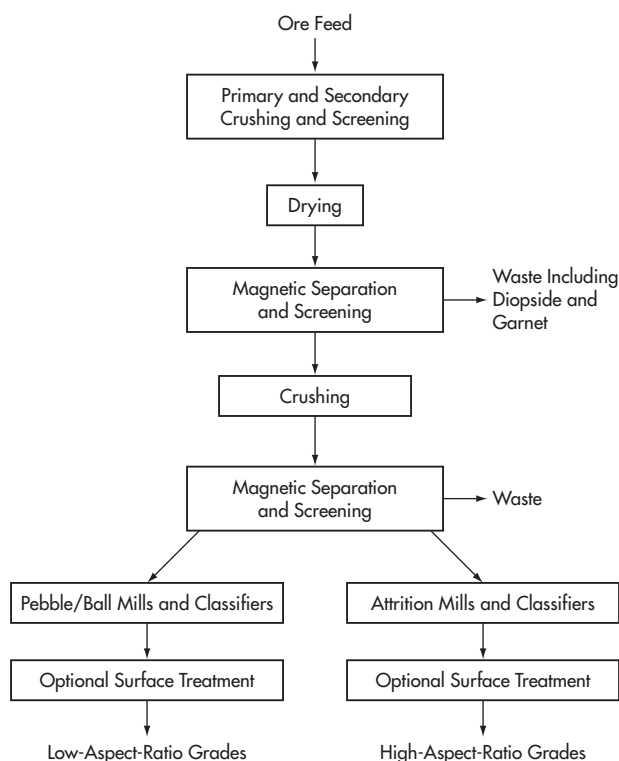 Ore Feed
Primary and Secondary
Crushing and Screening
Drying
Magnetic Separation
and Screening
Waste Including
Diopside and
Garnet
Crushing
Magnetic Separation
and Screening
Waste
Pebble/Ball Mills and Classifiers
Attrition Mills and Classifiers
Optional Surface Treatment
Optional Surface Treatment
Low-Aspect-Ratio Grades
High-Aspect-Ratio Grades